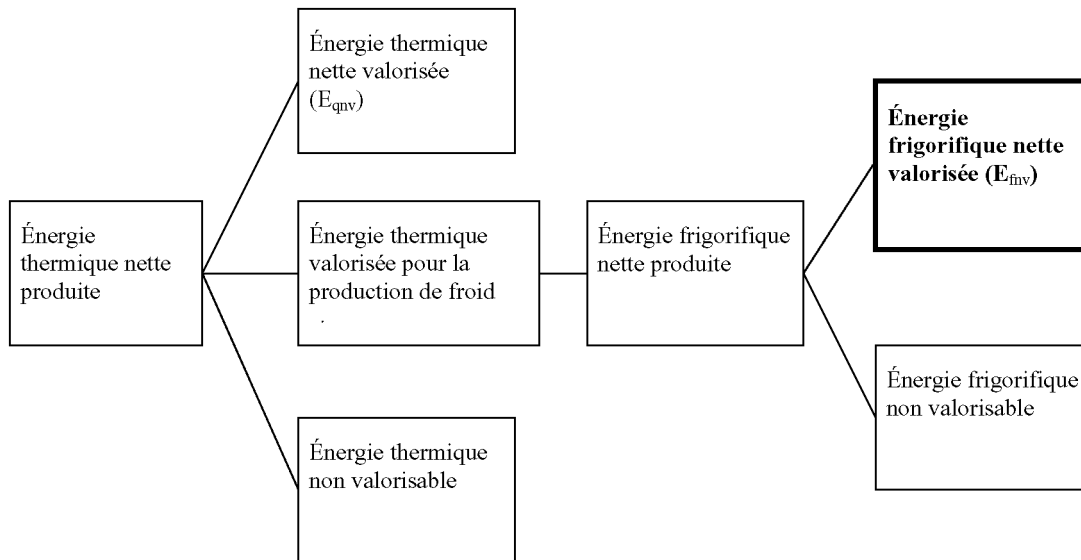 Énergie thermique
nette valorisée
(Eqnv)
Énergie
frigorifique nette
valorisée (Efnv)
Énergie
thermique nette
produite
Énergie thermique
valorisée pour la
production de froid
.
Énergie frigorifique
nette produite
Énergie frigorifique
non valorisable
Énergie thermique
non valorisable